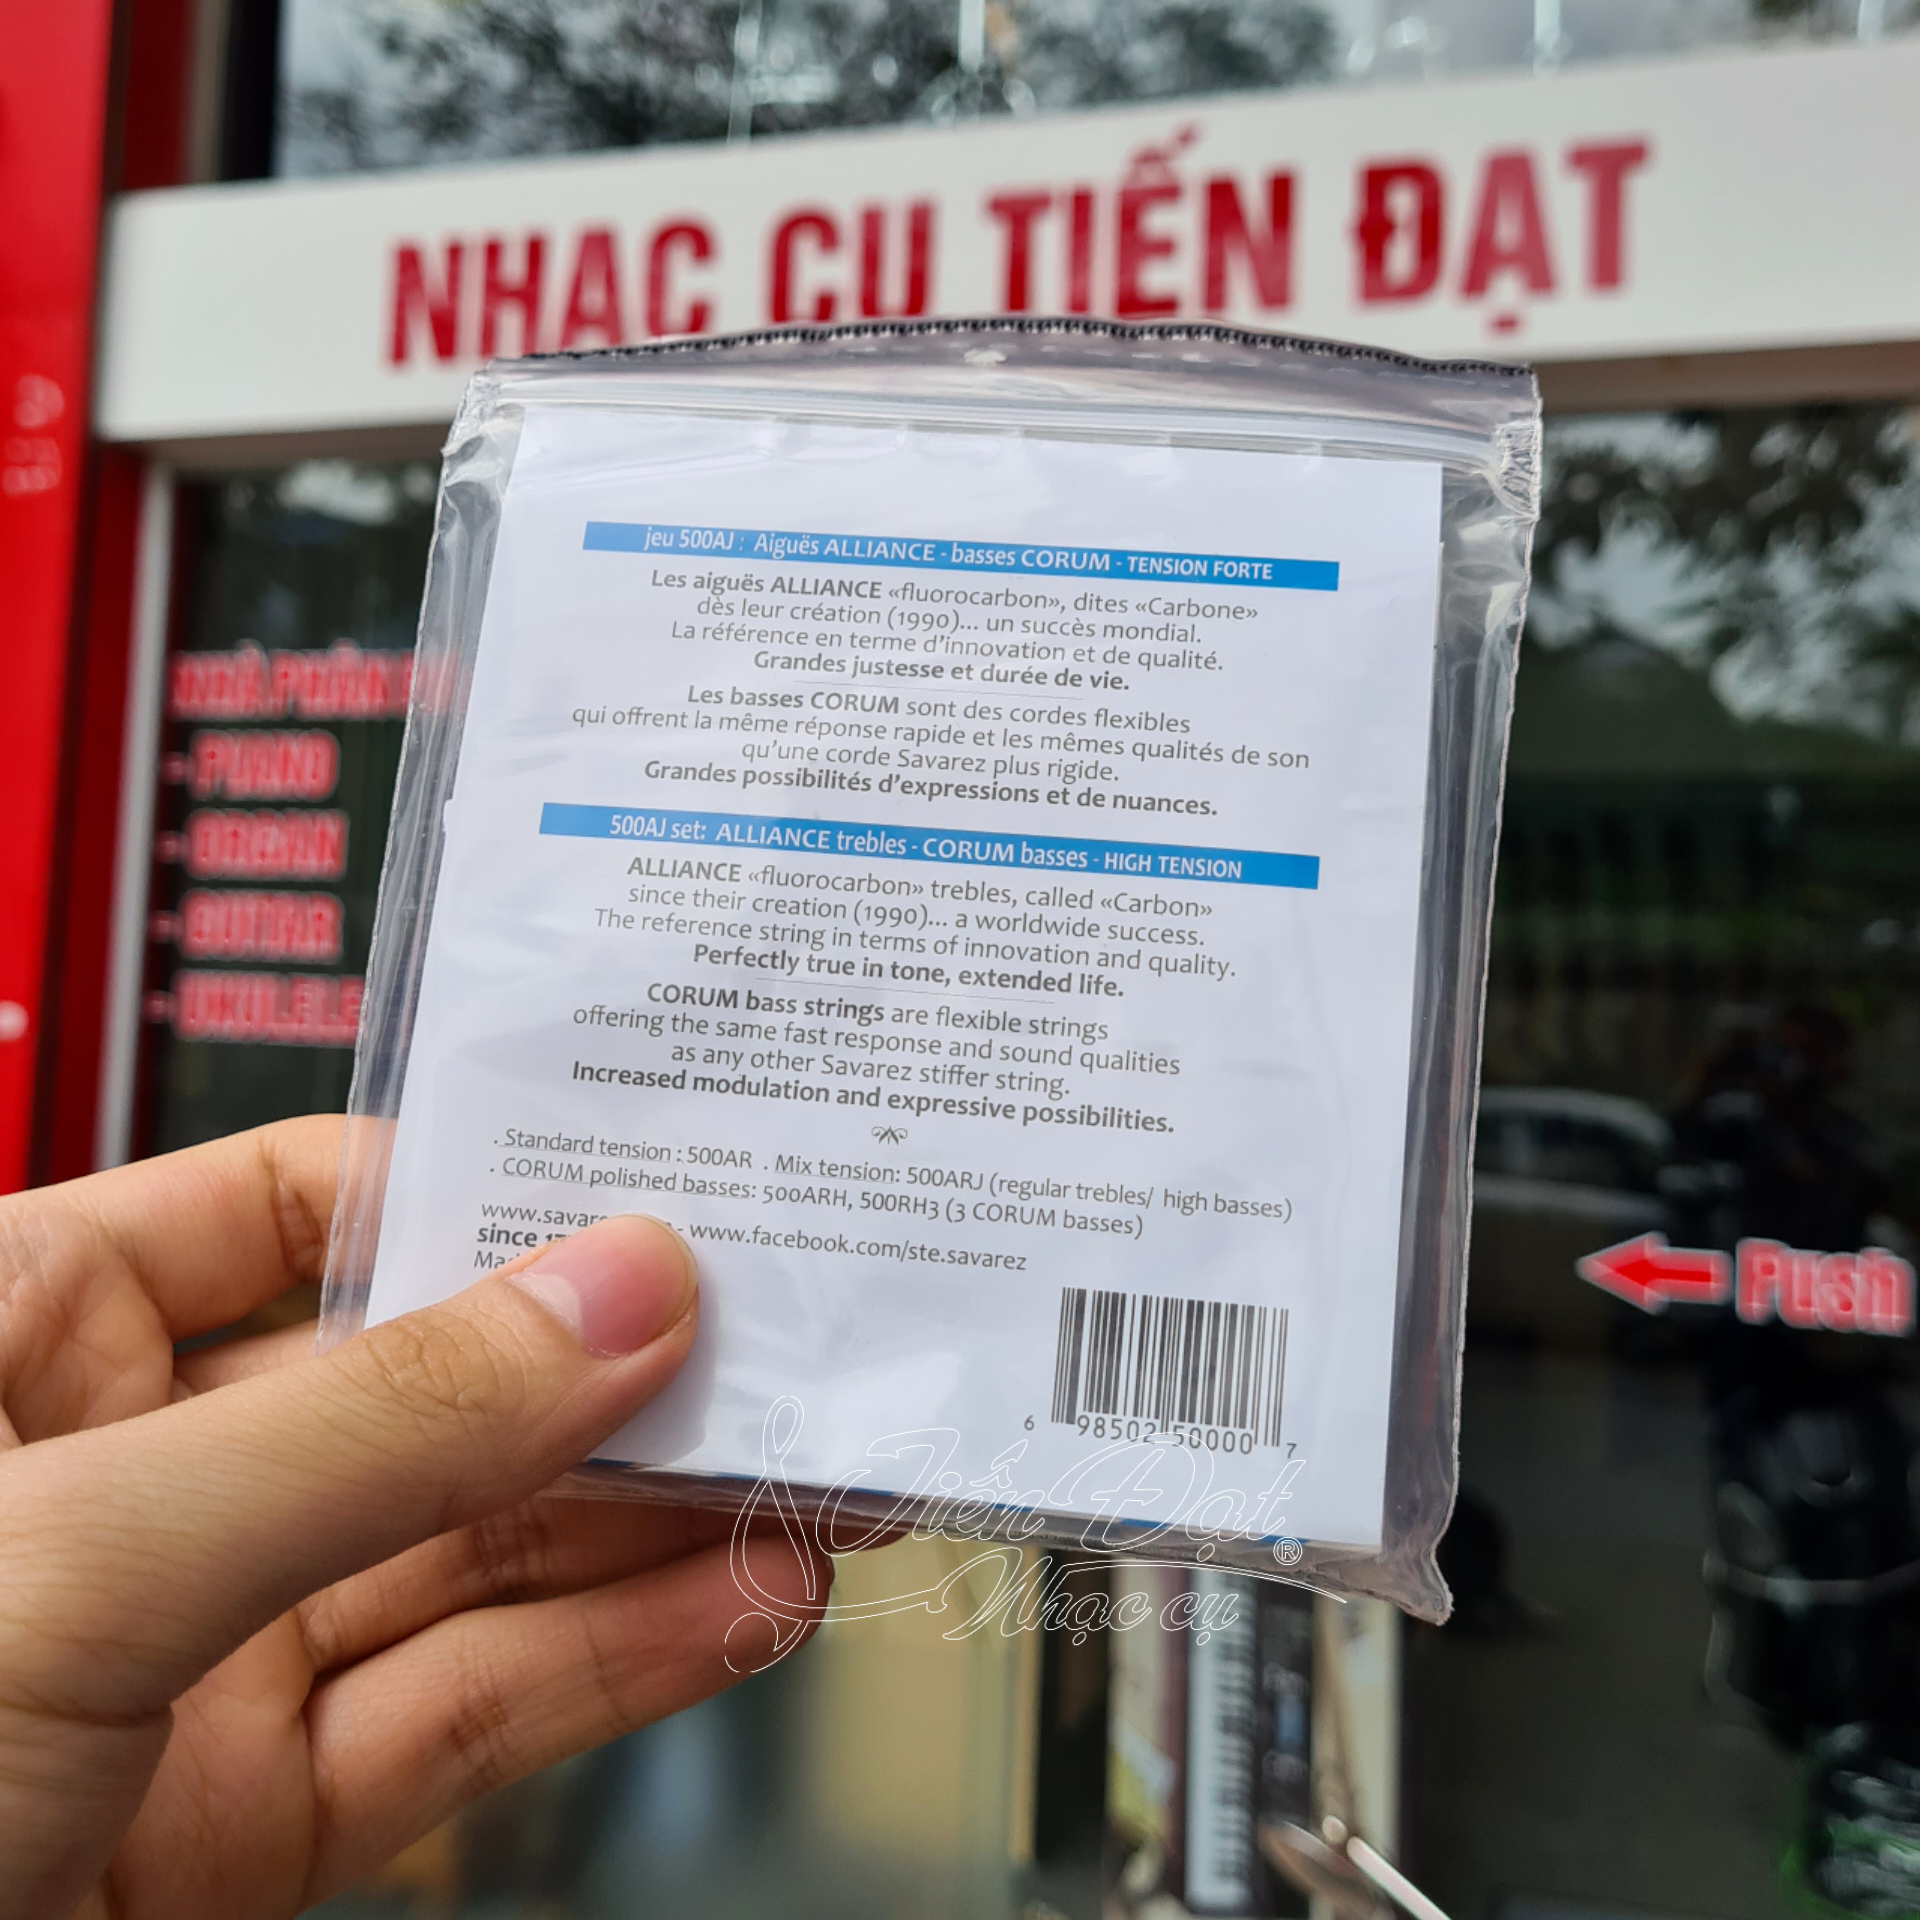 NHẠC CỤ TIẾN ĐẠT
NHÀ PHÂN
- PIANO
- ORGAN
- GUITAR
- UKULELE
jeu 500AJ : Aiguës ALLIANCE - basses CORUM - TENSION FORTE
Les aiguës ALLIANCE «fluorocarbon», dites «Carbone»
dès leur création (1990)... un succès mondial.
La référence en terme d'innovation et de qualité.
Grandes justesse et durée de vie.
Les basses CORUM sont des cordes flexibles
qui offrent la même réponse rapide et les mêmes qualités de son
qu'une corde Savarez plus rigide.
Grandes possibilités d'expressions et de nuances.
500AJ set: ALLIANCE trebles - CORUM basses - HIGH TENSION
ALLIANCE «fluorocarbon» trebles, called «Carbon»
since their creation (1990)... a worldwide success.
The reference string in terms of innovation and quality.
Perfectly true in tone, extended life.
CORUM bass strings are flexible strings
offering the same fast response and sound qualities
as any other Savarez stiffer string.
Increased modulation and expressive possibilities.
. Standard tension : 500AR . Mix tension: 500ARJ (regular trebles/ high basses)
. CORUM polished basses: 500ARH, 500RH3 (3 CORUM basses)
- www.facebook.com/ste.savarez
since
6 98502 50000 7
Push
Tiến Đạt ®
Nhạc cụ